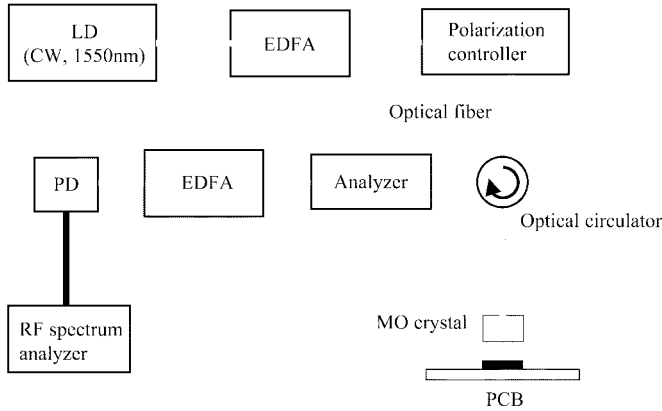 LD
(CW, 1550nm)
EDFA
Polarization
controller
Optical fiber
PD
EDFA
Analyzer
Optical circulator
RF spectrum
analyzer
MO crystal
PCB